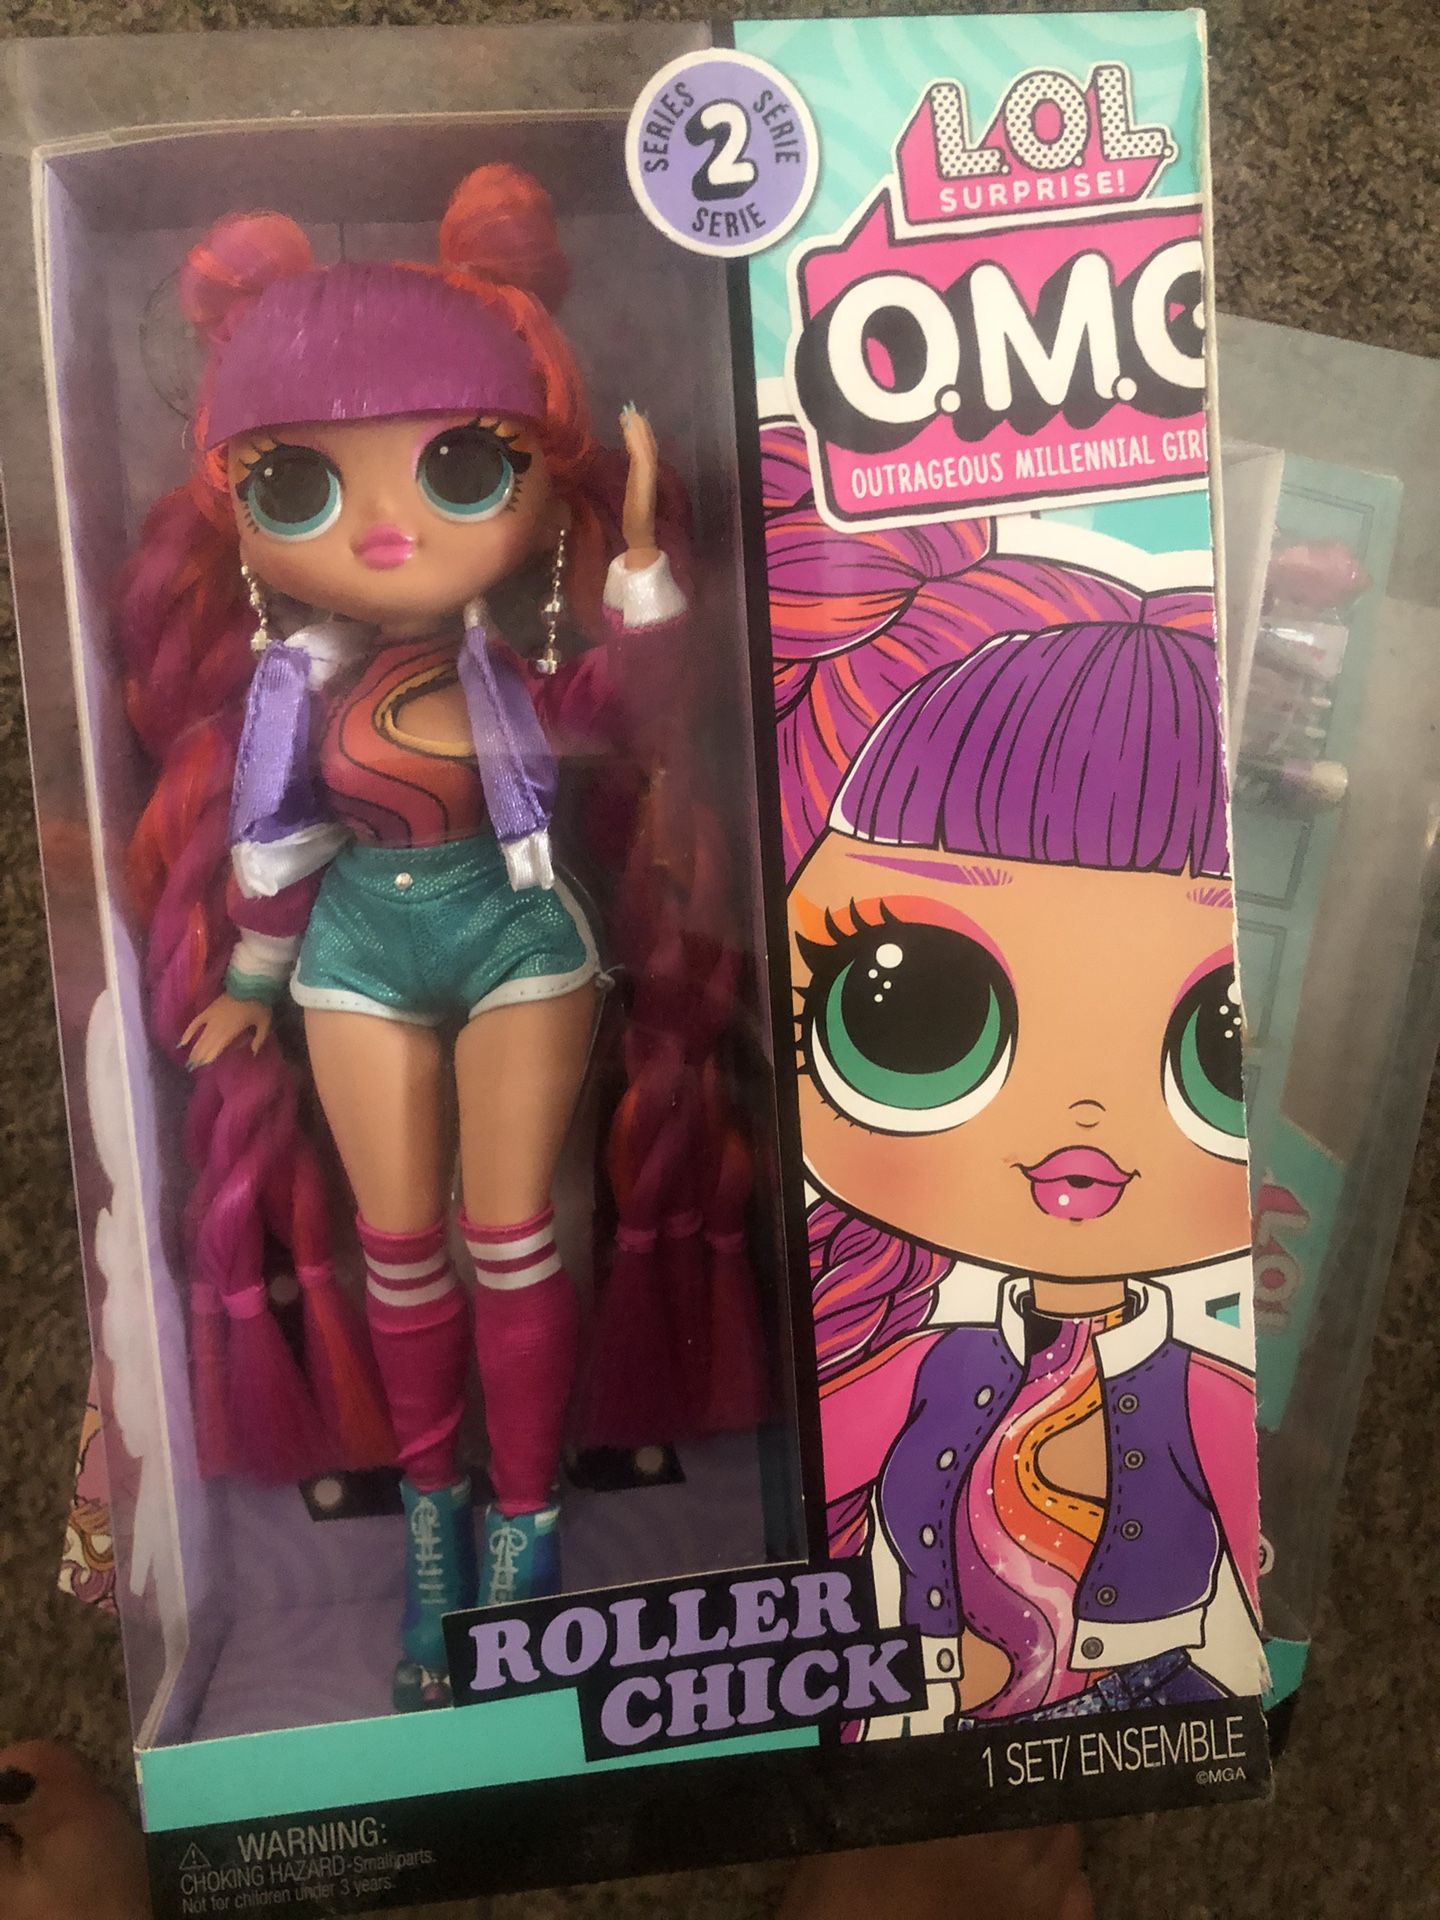 SERIES 2 SÉRIE
SERIE
L.O.L.
SURPRISE!
O.M.G
OUTRAGEOUS MILLENNIAL GIR
L.O.L.
ROLLER
CHICK
1 SET/ ENSEMBLE
©MGA
WARNING:
CHOKING HAZARD-Small parts.
Not for children under 3 years.